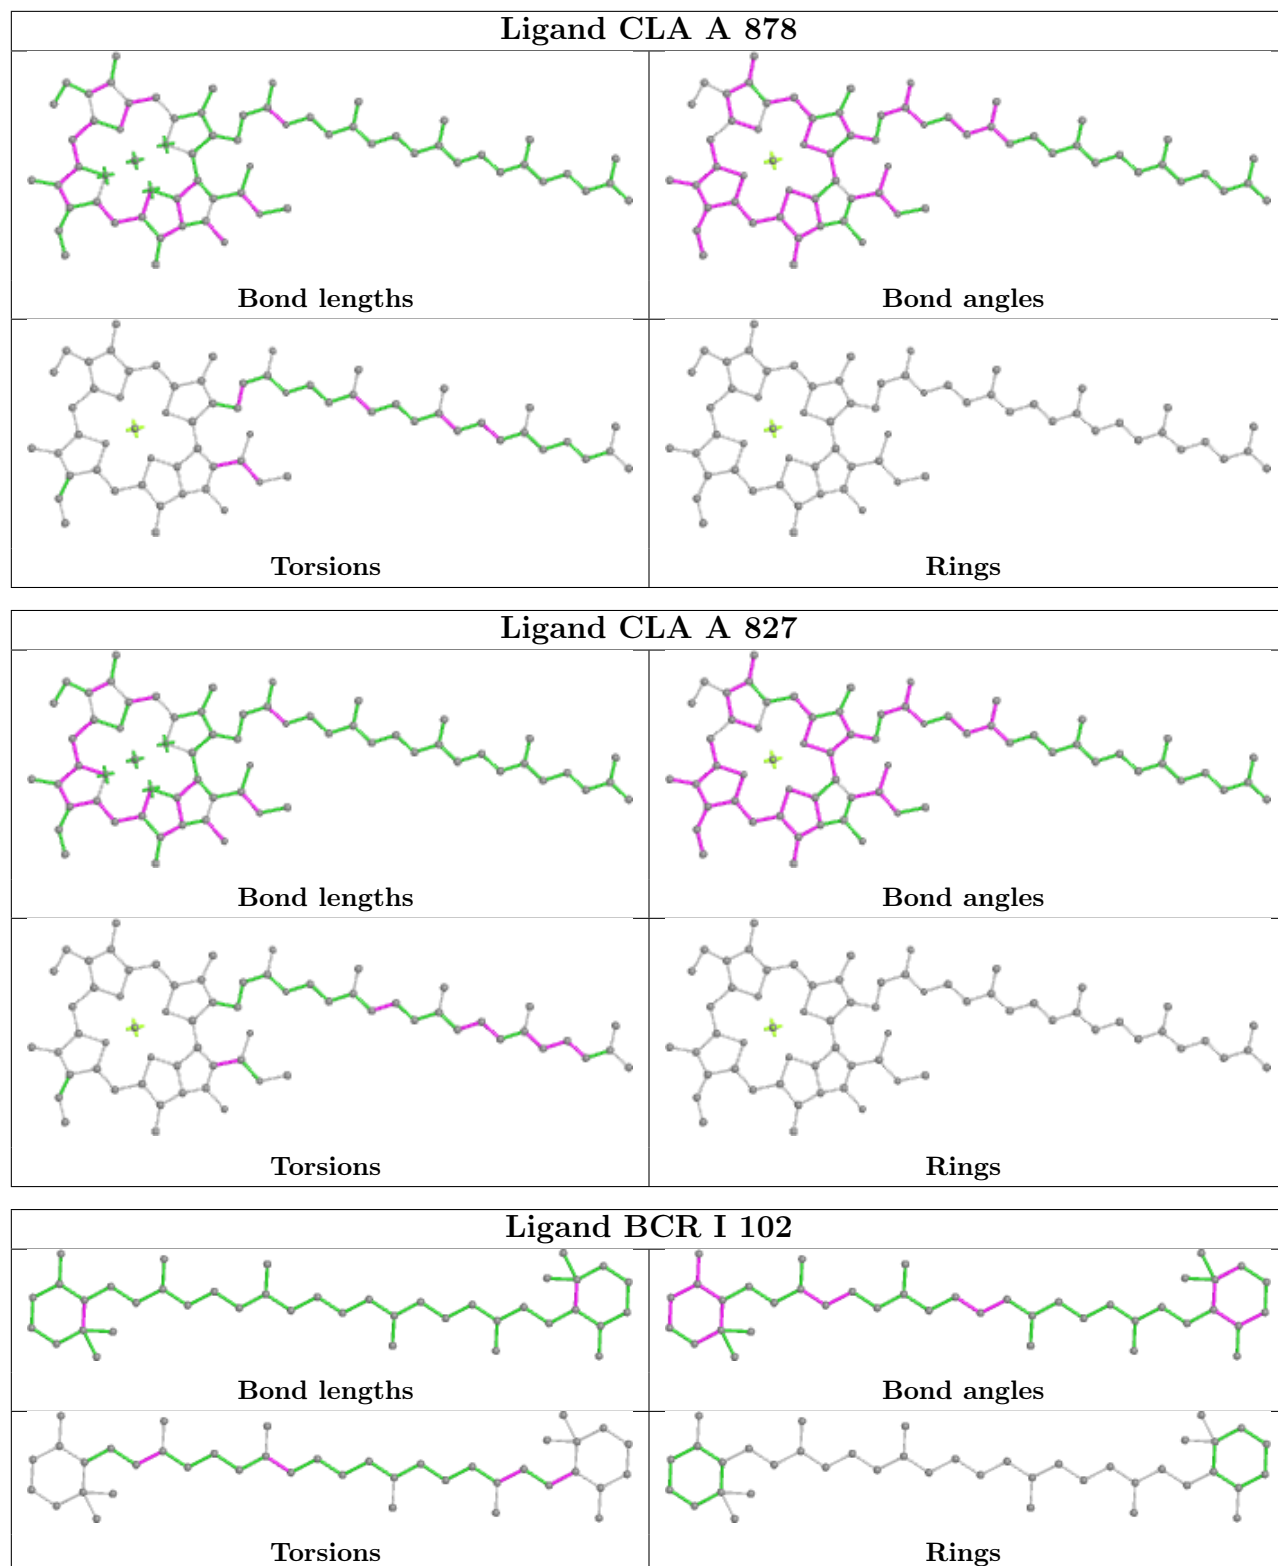 Ligand CLA A 878
Bond lengths
Bond angles
Torsions
Rings
Ligand CLA A 827
Bond lengths
Bond angles
Torsions
Rings
Ligand BCR I 102
Bond lengths
Bond angles
Torsions
Rings